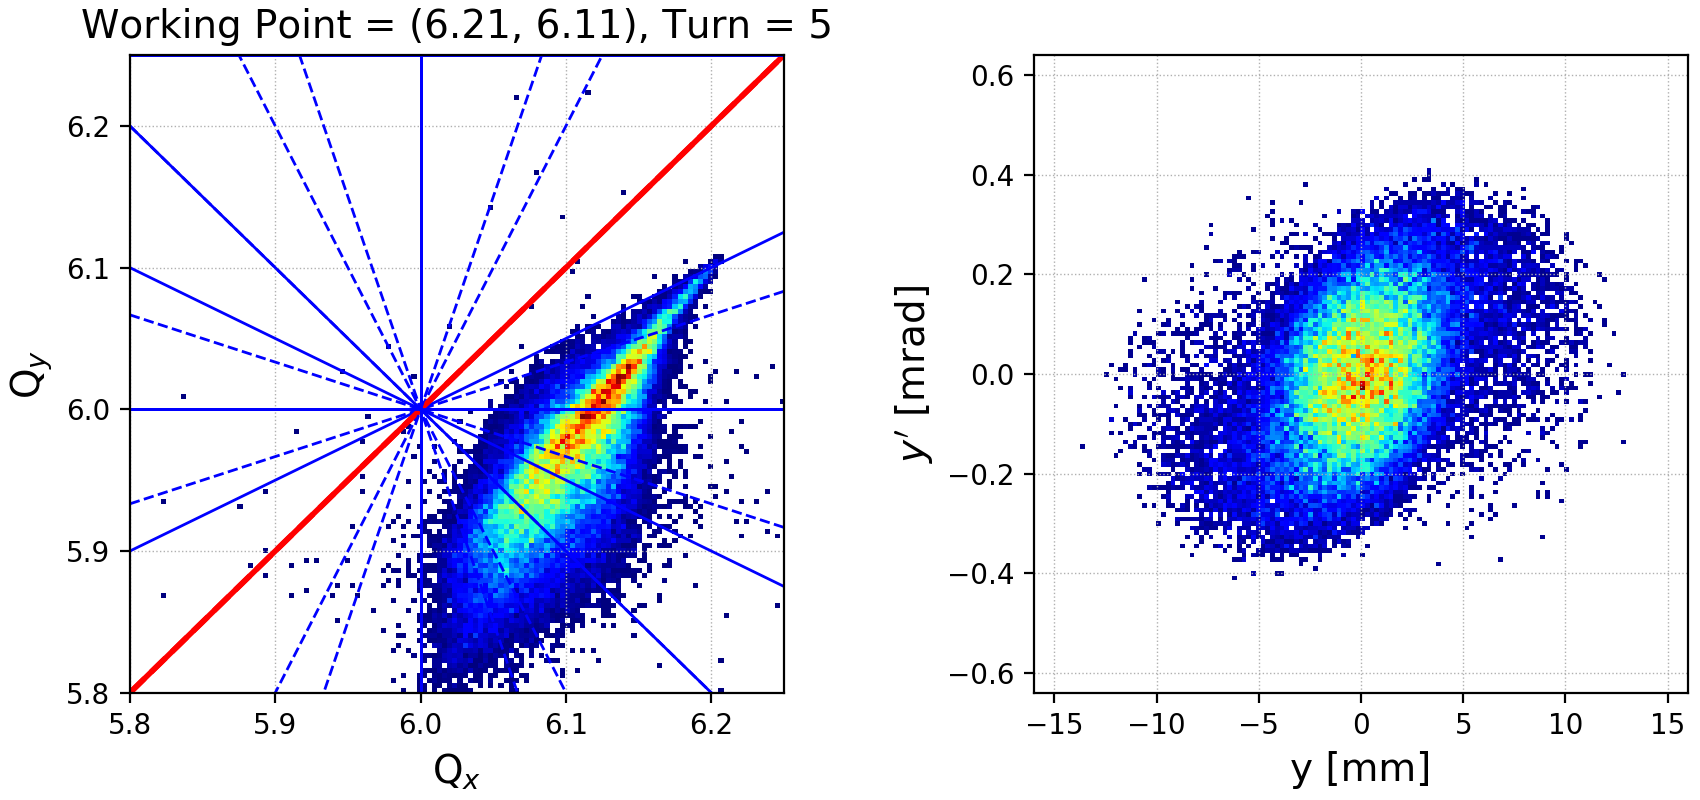 Working Point = (6.21, 6.11), Turn = 5
6.2
6.1
6.0
5.9
5.8
Qy
5.8 5.9 6.0 6.1 6.2
Qx
0.6
0.4
0.2
0.0
−0.2
−0.4
−0.6
y′ [mrad]
−15 −10 −5 0 5 10 15
y [mm]